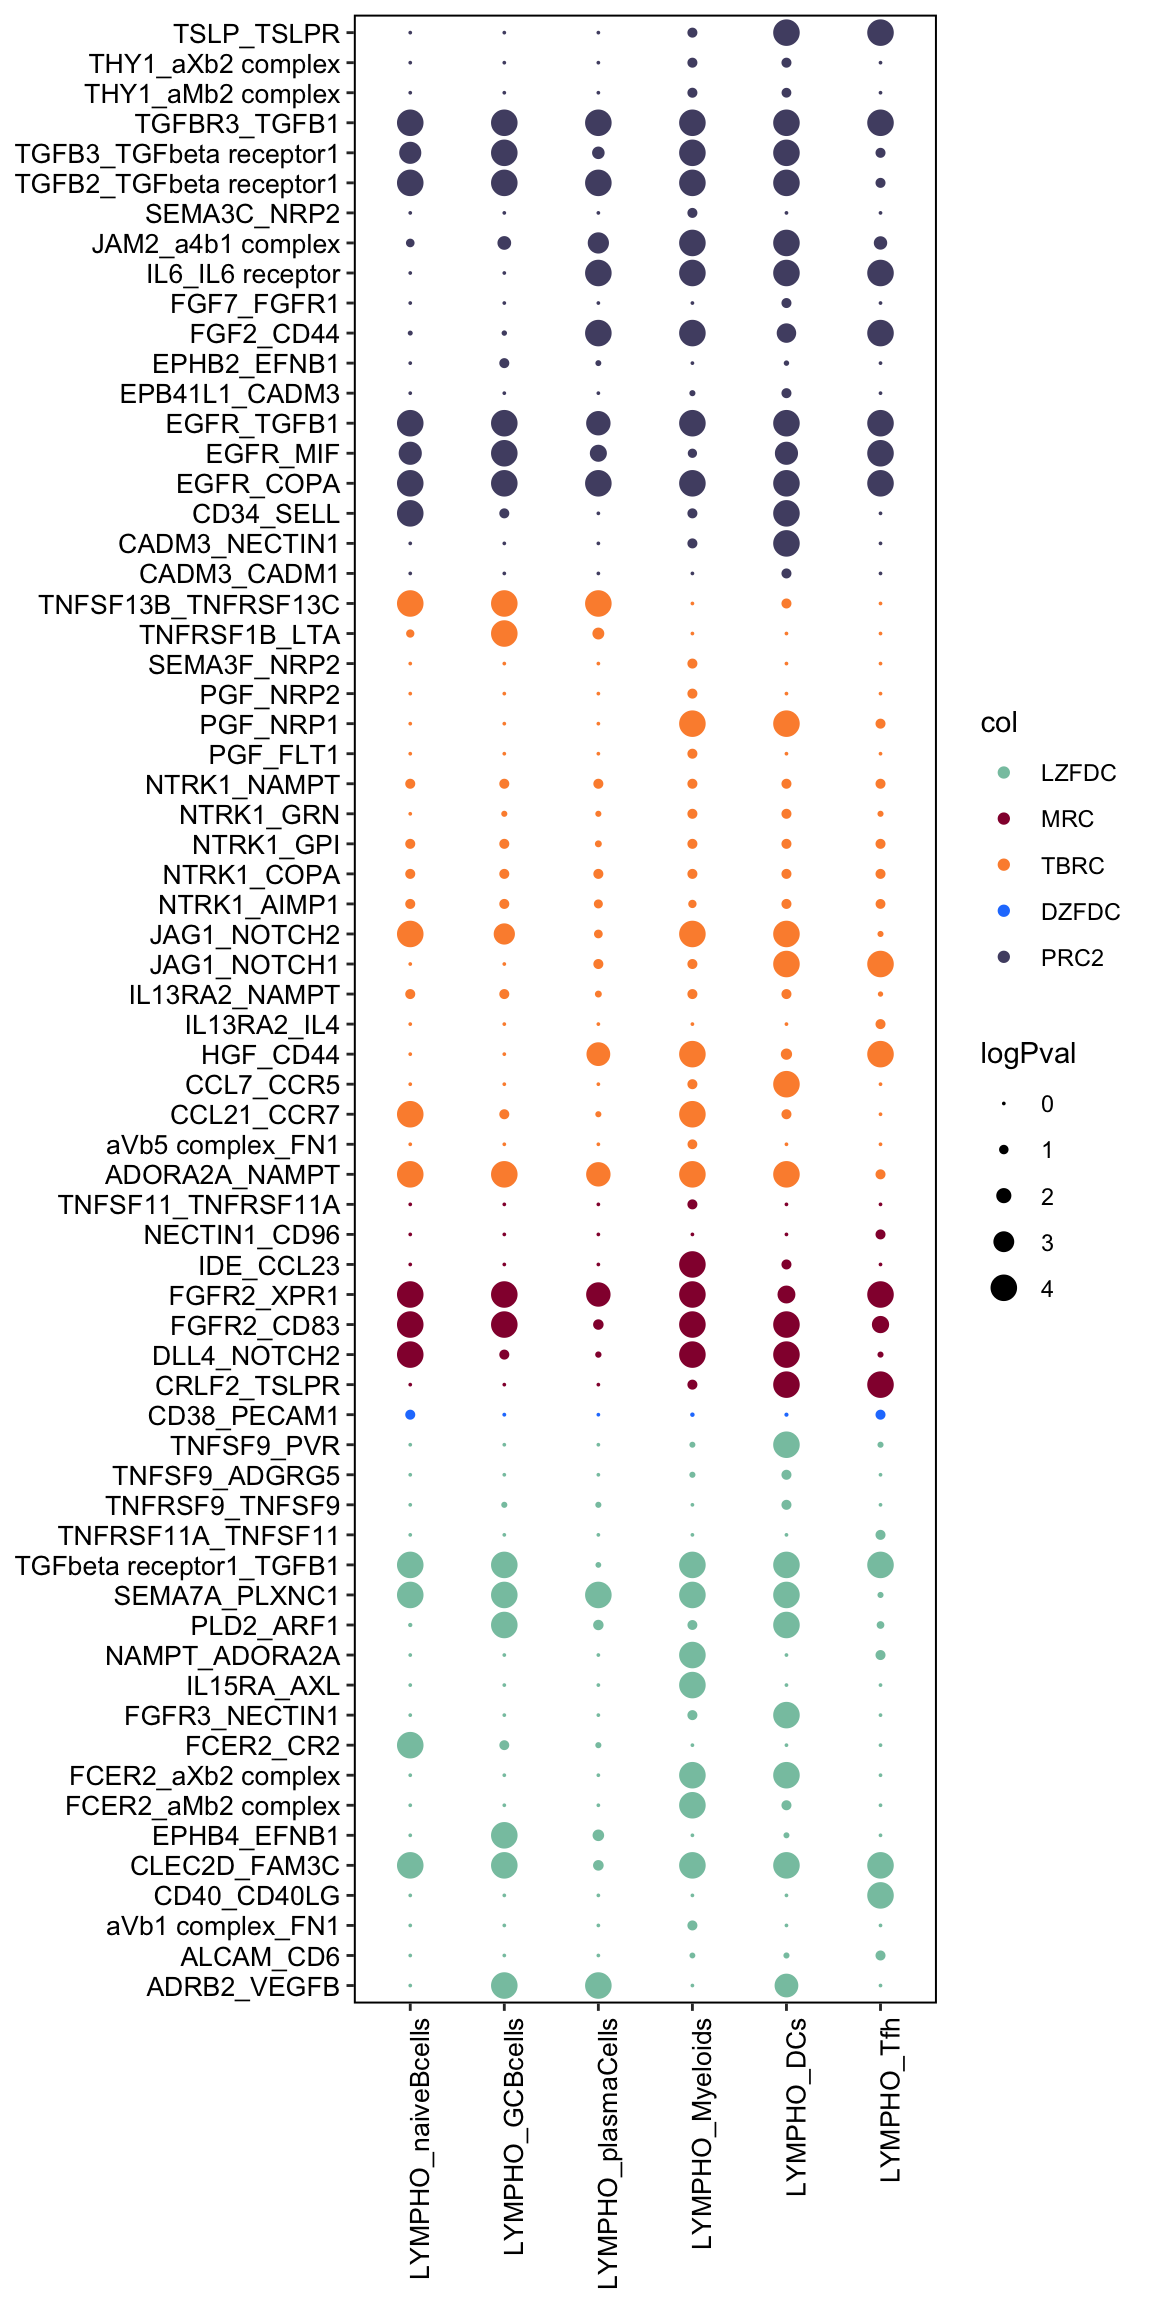 TSLP_TSLPR
THY1_aXb2 complex
THY1_aMb2 complex
TGFBR3_TGFB1
TGFB3_TGFbeta receptor1
TGFB2_TGFbeta receptor1
SEMA3C_NRP2
JAM2_a4b1 complex
IL6_IL6 receptor
FGF7_FGFR1
FGF2_CD44
EPHB2_EFNB1
EPB41L1_CADM3
EGFR_TGFB1
EGFR_MIF
EGFR_COPA
CD34_SELL
CADM3_NECTIN1
CADM3_CADM1
TNFSF13B_TNFRSF13C
TNFRSF1B_LTA
SEMA3F_NRP2
PGF_NRP2
PGF_NRP1
PGF_FLT1
NTRK1_NAMPT
NTRK1_GRN
NTRK1_GPI
NTRK1_COPA
NTRK1_AIMP1
JAG1_NOTCH2
JAG1_NOTCH1
IL13RA2_NAMPT
IL13RA2_IL4
HGF_CD44
CCL7_CCR5
CCL21_CCR7
aVb5 complex_FN1
ADORA2A_NAMPT
TNFSF11_TNFRSF11A
NECTIN1_CD96
IDE_CCL23
FGFR2_XPR1
FGFR2_CD83
DLL4_NOTCH2
CRLF2_TSLPR
CD38_PECAM1
TNFSF9_PVR
TNFSF9_ADGRG5
TNFRSF9_TNFSF9
TNFRSF11A_TNFSF11
TGFbeta receptor1_TGFB1
SEMA7A_PLXNC1
PLD2_ARF1
NAMPT_ADORA2A
IL15RA_AXL
FGFR3_NECTIN1
FCER2_CR2
FCER2_aXb2 complex
FCER2_aMb2 complex
EPHB4_EFNB1
CLEC2D_FAM3C
CD40_CD40LG
aVb1 complex_FN1
ALCAM_CD6
ADRB2_VEGFB
LYMPHO_naiveBcells
LYMPHO_GCBcells
LYMPHO_plasmaCells
LYMPHO_Myeloids
LYMPHO_DCs
LYMPHO_Tfh
col
LZFDC
MRC
TBRC
DZFDC
PRC2
logPval
0
1
2
3
4